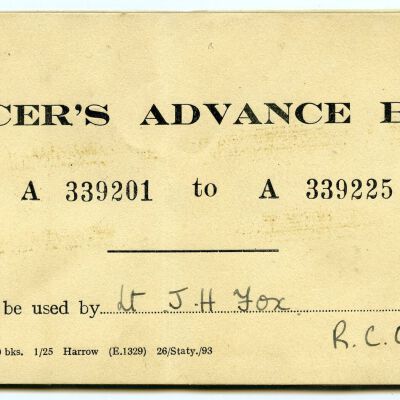 CER'S ADVANCE B
A 339201 to A 339225
be used by Lt J. H Fox
R. C.
bks. 1/25 Harrow (E.1329) 26/Staty./93